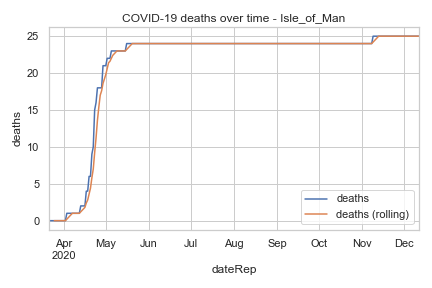 COVID-19 deaths over time - Isle_of_Man
deaths
25
20
15
10
5
0
deaths
deaths (rolling)
Apr May Jun Jul Aug Sep Oct Nov Dec
2020
dateRep